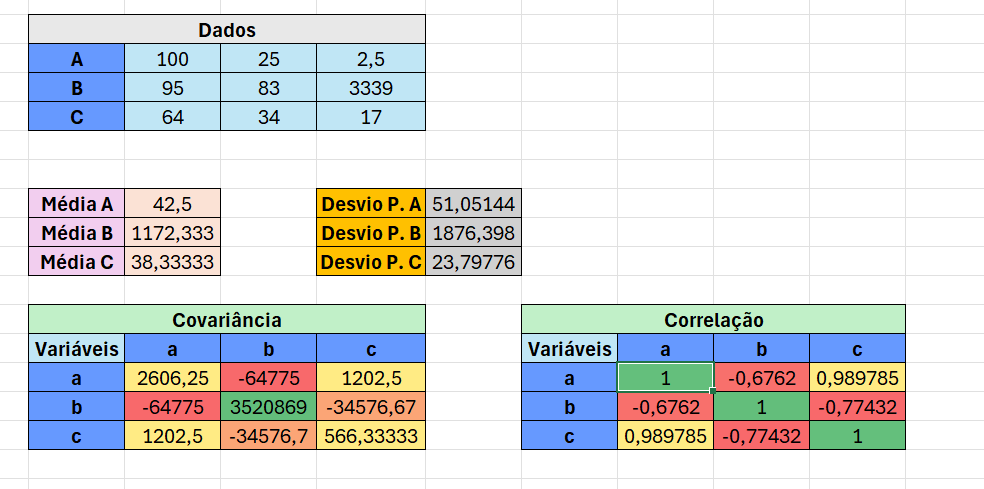 Dados
A 100 25 2,5
B 95 83 3339
C 64 34 17
Média A 42,5 Desvio P. A 51,05144
Média B 1172,333 Desvio P. B 1876,398
Média C 38,33333 Desvio P. C 23,79776
Covariância Correlação
Variáveis a b c Variáveis a b c
a 2606,25 -64775 1202,5 a 1 -0,6762 0,989785
b -64775 3520869 -34576,67 b -0,6762 1 -0,77432
c 1202,5 -34576,7 566,33333 c 0,989785 -0,77432 1